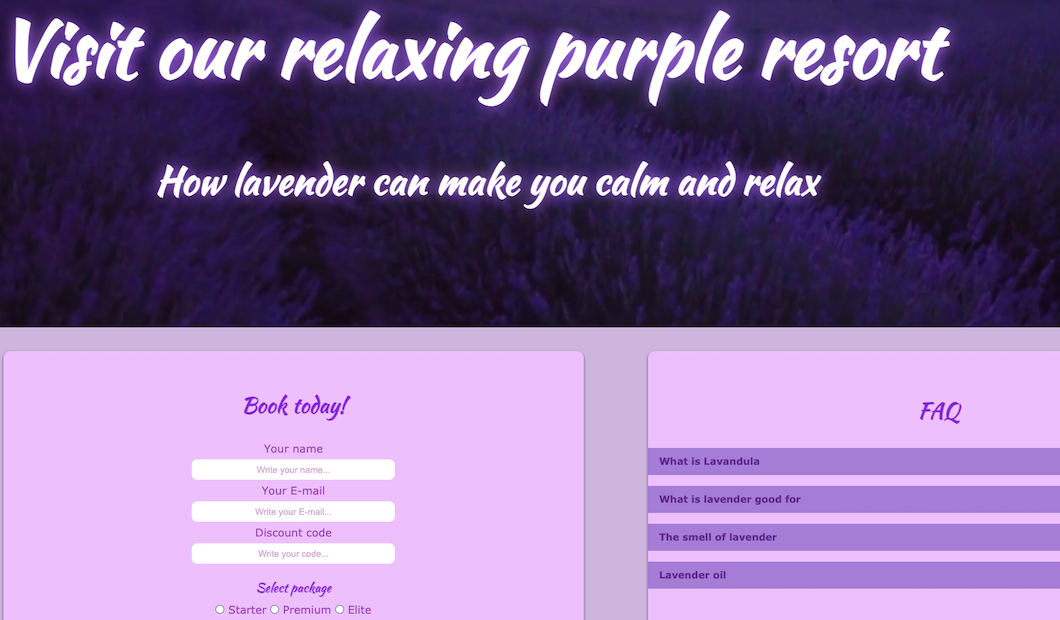 Visit our relaxing purple resort
How lavender can make you calm and relax
Book today!
Your name
Write your name...
Your E-mail
Write your E-mail...
Discount code
Write your code...
Select package
Starter Premium Elite
FAQ
What is Lavandula
What is lavender good for
The smell of lavender
Lavender oil